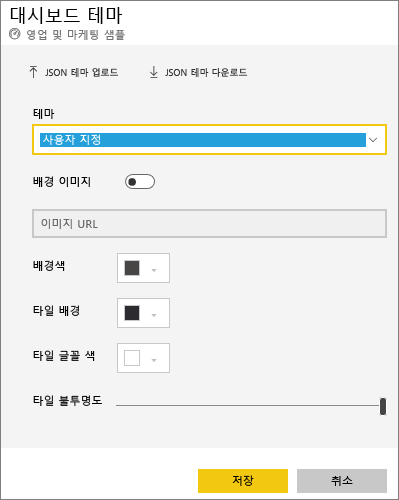 대시보드 테마
영업 및 마케팅 샘플
JSON 테마 업로드 JSON 테마 다운로드
테마
사용자 지정
배경 이미지
이미지 URL
배경색
타일 배경
타일 글꼴 색
타일 불투명도
저장 취소